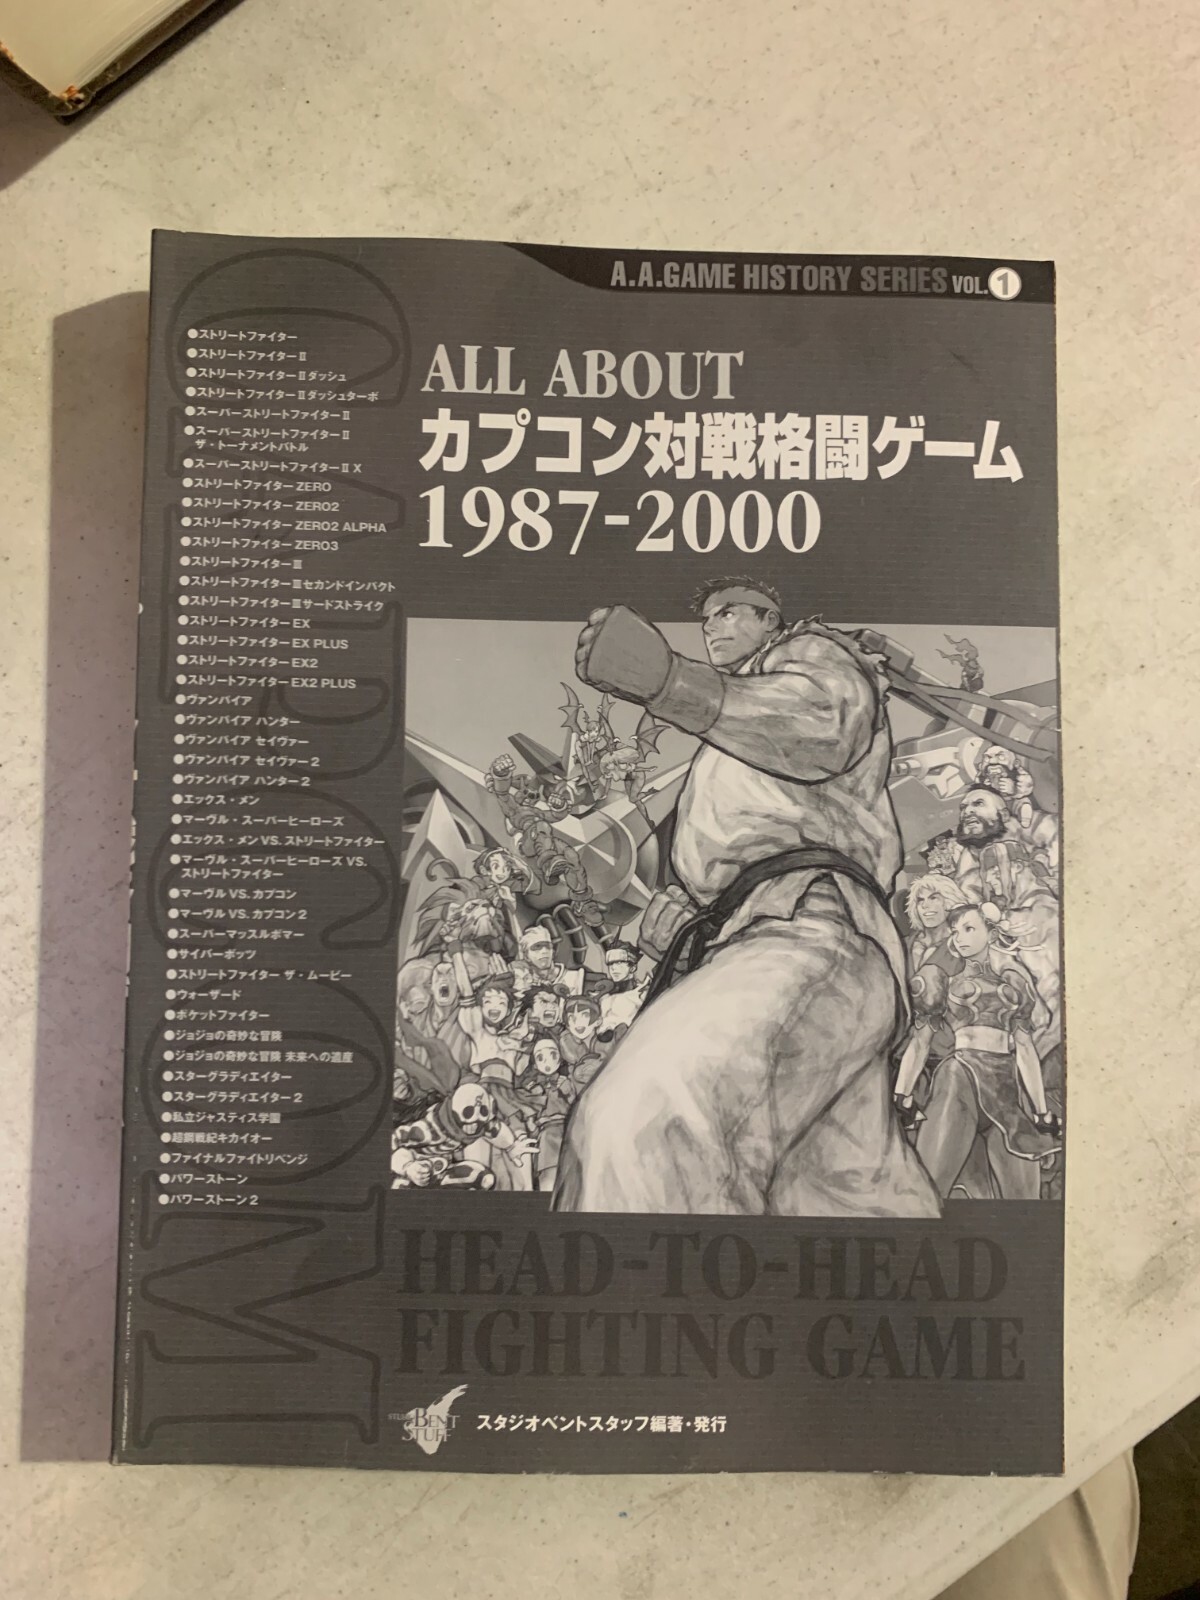 A.A.GAME HISTORY SERIES VOL.1
ALL ABOUT
カプコン対戦格闘ゲーム
1987-2000
●ストリートファイター
●ストリートファイターⅡ
●ストリートファイターⅡダッシュ
●ストリートファイターⅡダッシュターボ
●スーパーストリートファイターⅡ
●スーパーストリートファイターⅡ
ザ・トーナメントバトル
●スーパーストリートファイターⅡ X
●ストリートファイター ZERO
●ストリートファイター ZERO2
●ストリートファイター ZERO2 ALPHA
●ストリートファイター ZERO3
●ストリートファイターⅢ
●ストリートファイターⅢセカンドインパクト
●ストリートファイターⅢサードストライク
●ストリートファイター EX
●ストリートファイター EX PLUS
●ストリートファイター EX2
●ストリートファイター EX2 PLUS
●ヴァンパイア
●ヴァンパイア ハンター
●ヴァンパイア セイヴァー
●ヴァンパイア セイヴァー2
●ヴァンパイア ハンター2
●エックス・メン
●マーヴル・スーパーヒーローズ
●エックス・メン VS. ストリートファイター
●マーヴル・スーパーヒーローズ VS.
ストリートファイター
●マーヴル VS. カプコン
●マーヴル VS. カプコン2
●スーパーマッスルボマー
●サイバーボッツ
●ストリートファイター ザ・ムービー
●ウォーザード
●ポケットファイター
●ジョジョの奇妙な冒険
●ジョジョの奇妙な冒険 未来への遺産
●スターグラディエイター
●スターグラディエイター2
●私立ジャスティス学園
●超鋼戦紀キカイオー
●ファイナルファイトリベンジ
●パワーストーン
●パワーストーン2
HEAD-TO-HEAD
FIGHTING GAME
STUDIO BENT STUFF
スタジオベントスタッフ編著・発行